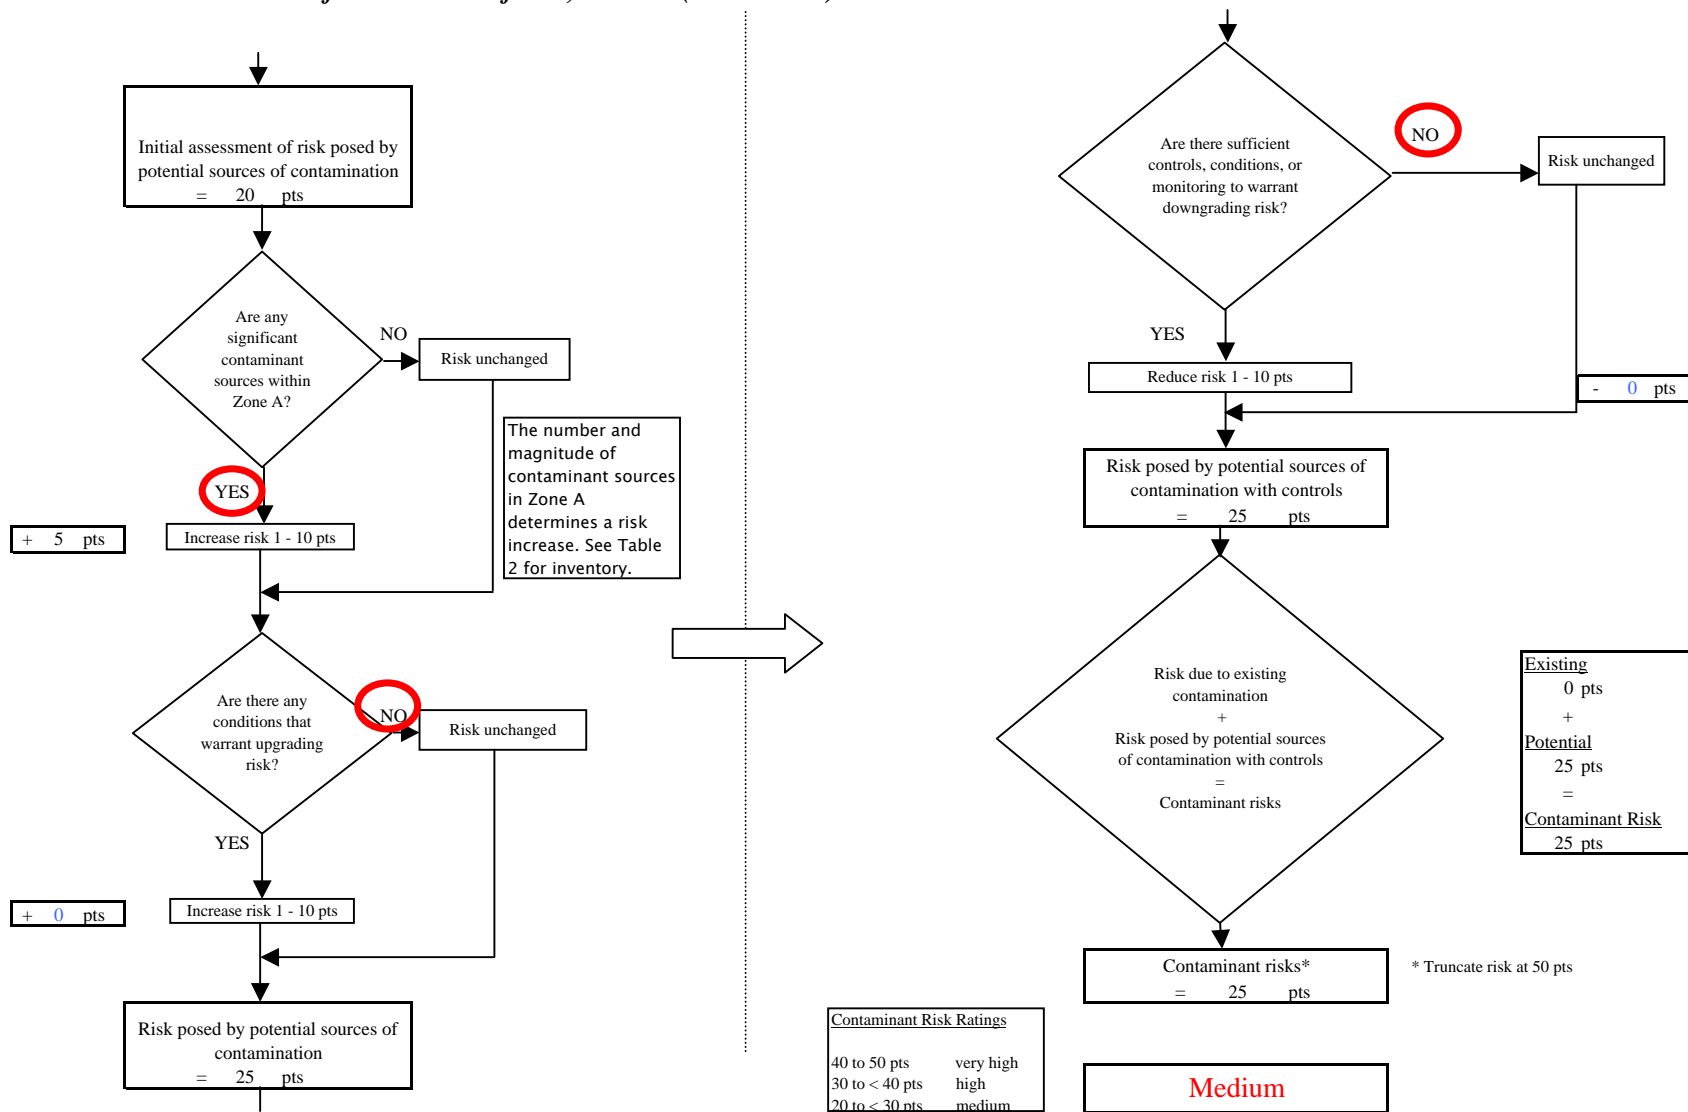 Initial assessment of risk posed by
potential sources of contamination
= 20 pts
Are any
significant
contaminant
sources within
Zone A?
NO
Risk unchanged
YES
The number and
magnitude of
contaminant sources
in Zone A
determines a risk
increase. See Table
2 for inventory.
+ 5 pts
Increase risk 1 - 10 pts
Are there any
conditions that
warrant upgrading
risk?
NO
Risk unchanged
YES
+ 0 pts
Increase risk 1 - 10 pts
Risk posed by potential sources of
contamination
= 25 pts
Are there sufficient
controls, conditions, or
monitoring to warrant
downgrading risk?
NO
Risk unchanged
YES
Reduce risk 1 - 10 pts
- 0 pts
Risk posed by potential sources of
contamination with controls
= 25 pts
Risk due to existing
contamination
+
Risk posed by potential sources
of contamination with controls
=
Contaminant risks
Existing
0 pts
+
Potential
25 pts
=
Contaminant Risk
25 pts
Contaminant risks*
= 25 pts
* Truncate risk at 50 pts
Contaminant Risk Ratings
40 to 50 pts very high
30 to < 40 pts high
20 to < 30 pts medium
Medium